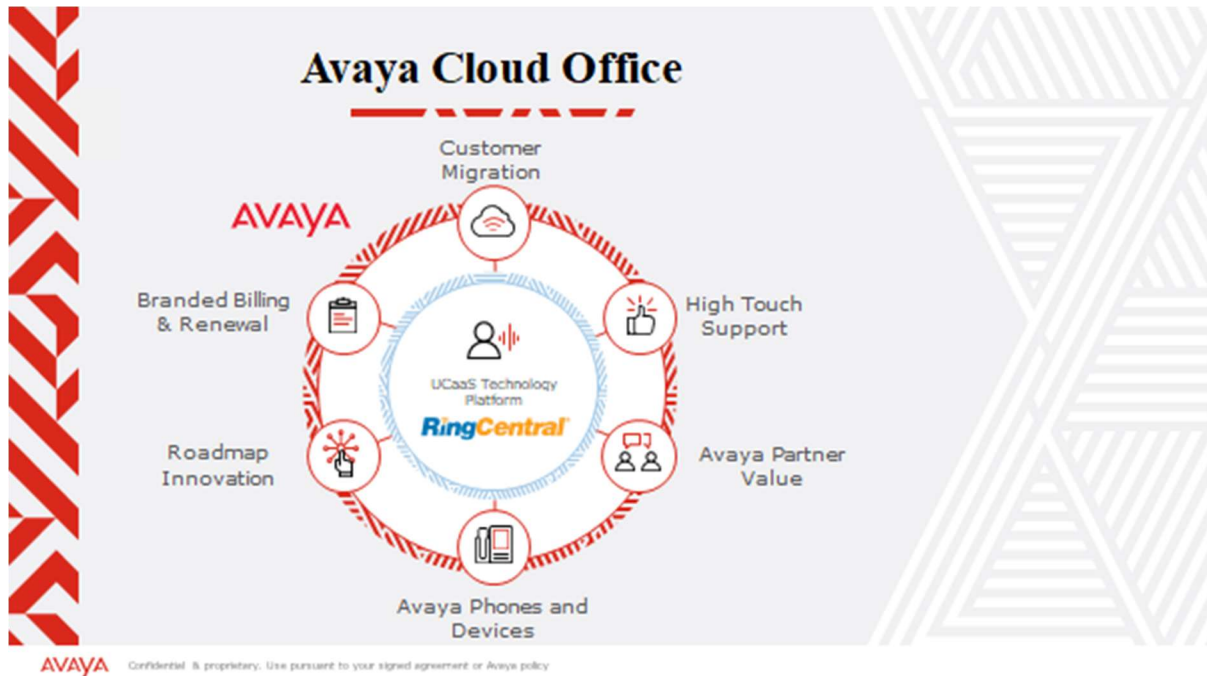 Avaya Cloud Office
Customer
Migration
AVAYA
Branded Billing
& Renewal
High Touch
Support
UCaaS Technology
Platform
RingCentral
Roadmap
Innovation
Avaya Partner
Value
Avaya Phones and
Devices
AVAYA Confidential & proprietary. Use pursuant to your signed agreement or Avaya policy